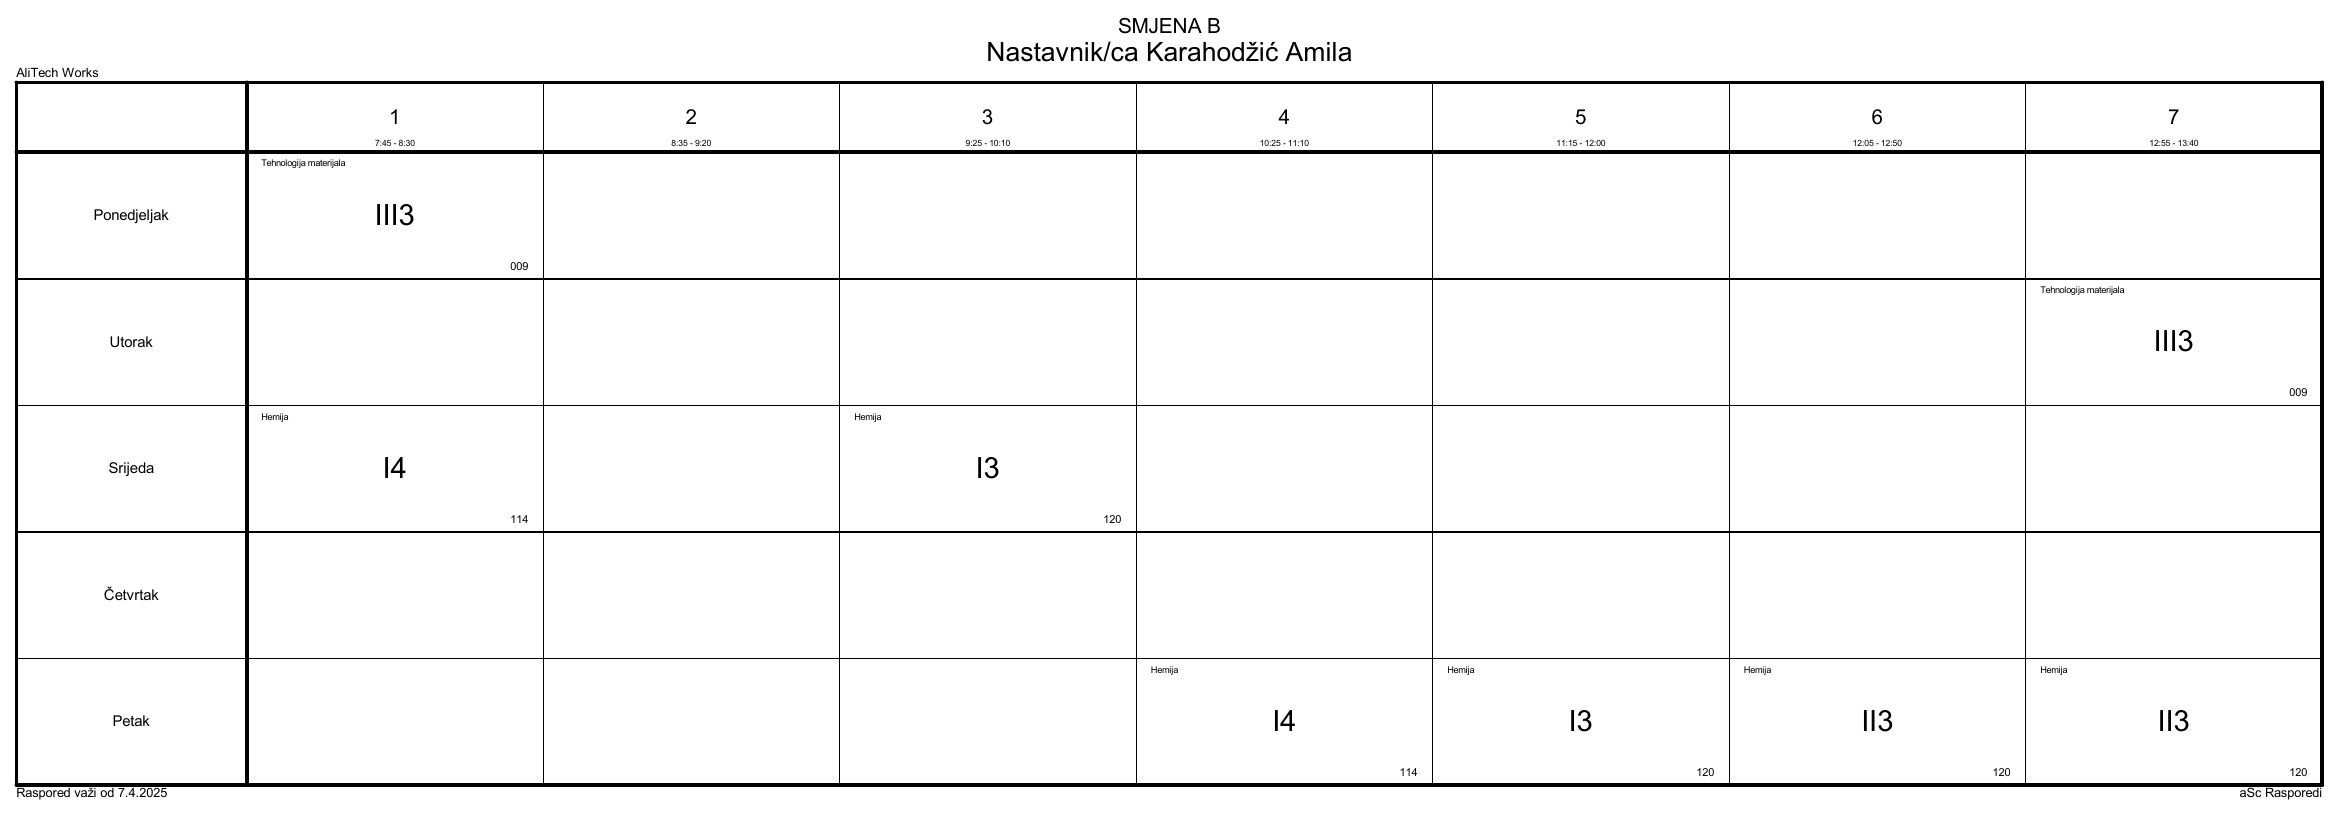 SMJENA B
Nastavnik/ca Karahodžić Amila
AliTech Works
1
7:45 - 8:30
2
8:35 - 9:20
3
9:25 - 10:10
4
10:25 - 11:10
5
11:15 - 12:00
6
12:05 - 12:50
7
12:55 - 13:40
Ponedjeljak
Tehnologija materijala
III3
009
Utorak
Tehnologija materijala
III3
009
Srijeda
Hemija
I4
114
Hemija
I3
120
Četvrtak
Petak
Hemija
I4
114
Hemija
I3
120
Hemija
II3
120
Hemija
II3
120
Raspored važi od 7.4.2025
aSc Rasporedi